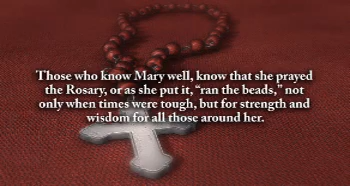 Those who know Mary well, know that she prayed
the Rosary, or as she put it, “ran the beads,” not
only when times were tough, but for strength and
wisdom for all those around her.